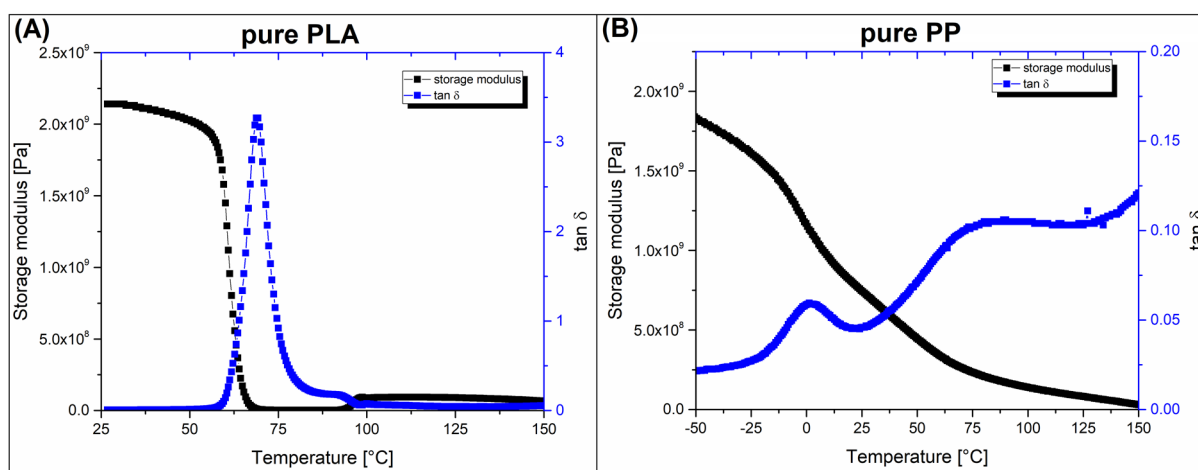 (A)
pure PLA
storage modulus
tan δ
2.5x10⁹
2.0x10⁹
1.5x10⁹
1.0x10⁹
5.0x10⁸
0.0
Storage modulus [Pa]
4
3
2
1
0
tan δ
25
50
75
100
125
150
Temperature [°C]
(B)
pure PP
storage modulus
tan δ
2.0x10⁹
1.5x10⁹
1.0x10⁹
5.0x10⁸
0.0
Storage modulus [Pa]
0.20
0.15
0.10
0.05
0.00
tan δ
-50
-25
0
25
50
75
100
125
150
Temperature [°C]